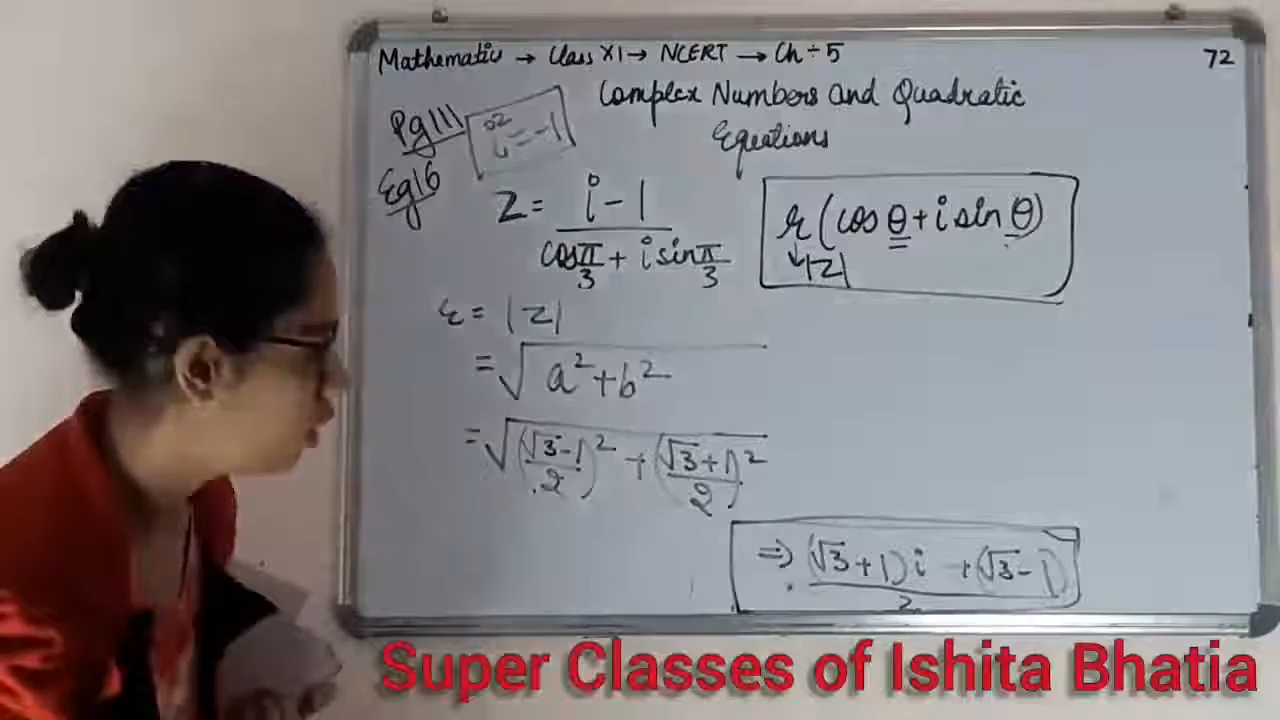 Mathematics → Class XI → NCERT → Ch ÷ 5
72
Complex Numbers and Quadratic
Equations
Pg 111
i² = -1
Eg 16
Z = (i - 1) / (cos π/3 + i sin π/3)
r (cos θ + i sin θ)
↓ |Z|
r = |Z|
= √(a² + b²)
= √(((√3 - 1)/2)² + ((√3 + 1)/2)²)
⇒ ((√3 + 1)i + (√3 - 1)) / 2
Super Classes of Ishita Bhatia